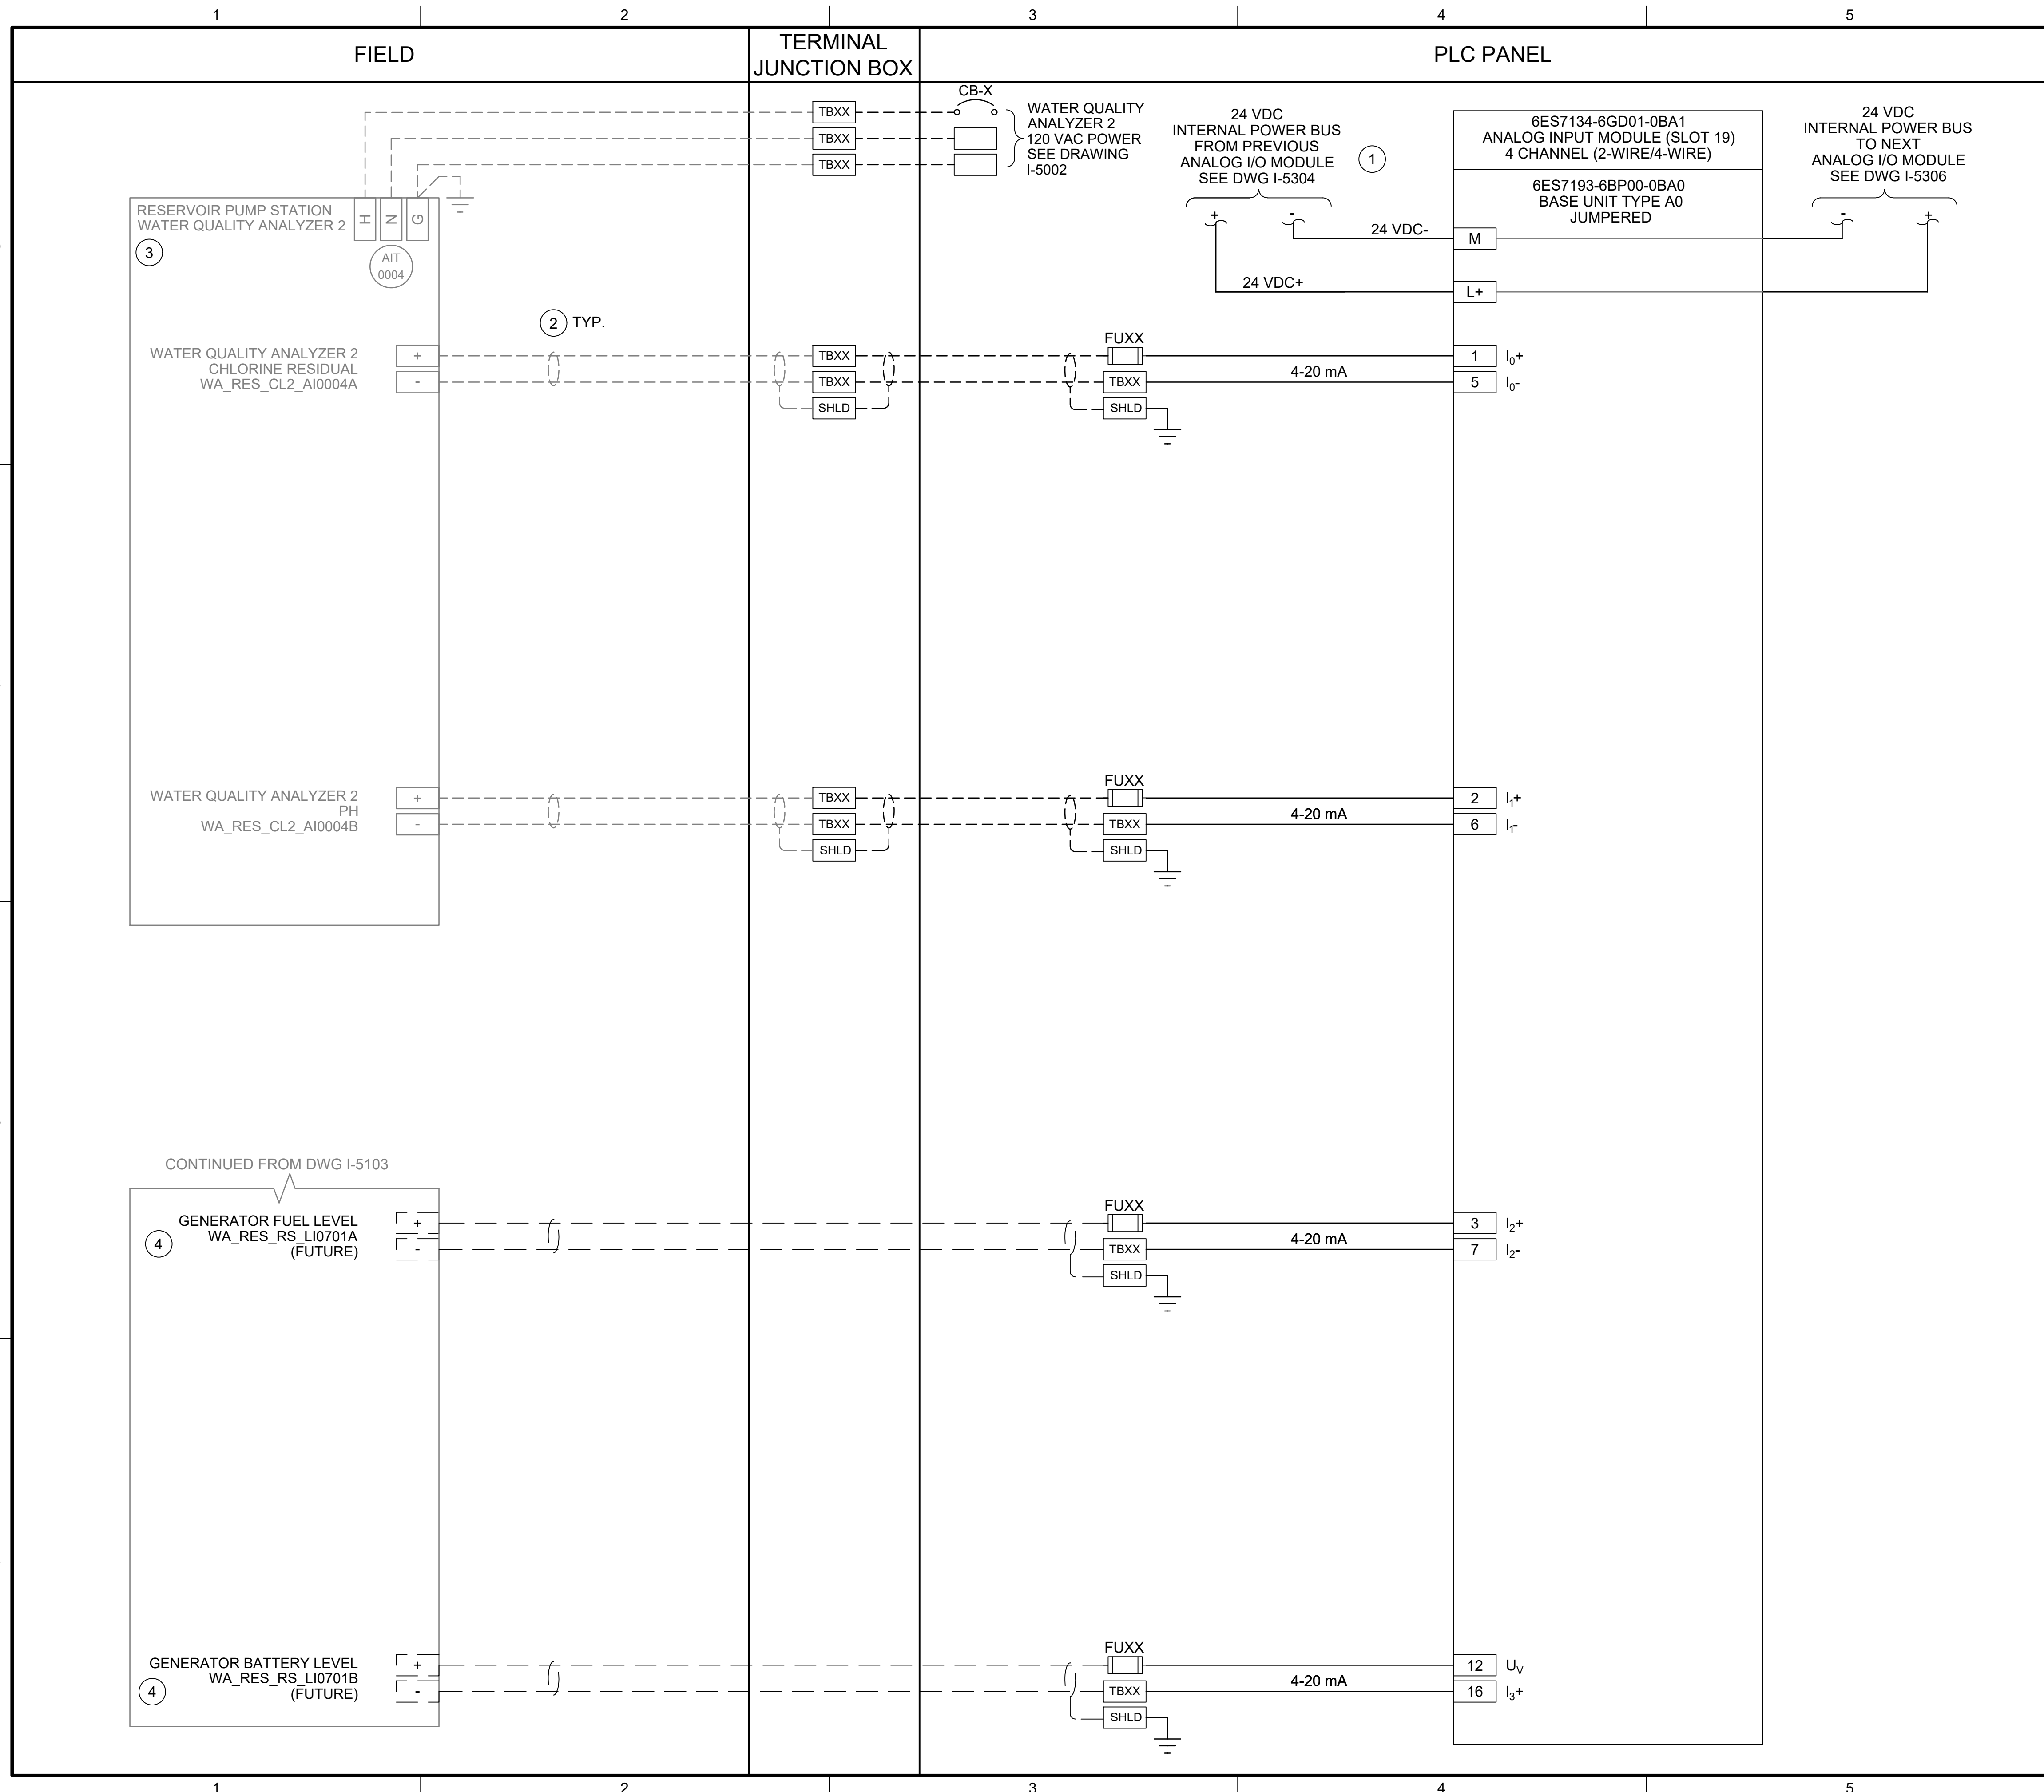 1 2 3 4 5
FIELD
TERMINAL
JUNCTION BOX
PLC PANEL
CB-X
TBXX
TBXX
TBXX
WATER QUALITY
ANALYZER 2
120 VAC POWER
SEE DRAWING
I-5002
24 VDC
INTERNAL POWER BUS
FROM PREVIOUS
ANALOG I/O MODULE
SEE DWG I-5304
1
+ -
24 VDC-
24 VDC+
6ES7134-6GD01-0BA1
ANALOG INPUT MODULE (SLOT 19)
4 CHANNEL (2-WIRE/4-WIRE)
6ES7193-6BP00-0BA0
BASE UNIT TYPE A0
JUMPERED
M
L+
24 VDC
INTERNAL POWER BUS
TO NEXT
ANALOG I/O MODULE
SEE DWG I-5306
- +
RESERVOIR PUMP STATION
WATER QUALITY ANALYZER 2
H N G
3
AIT
0004
2 TYP.
WATER QUALITY ANALYZER 2
CHLORINE RESIDUAL
WA_RES_CL2_AI0004A
+
-
TBXX
TBXX
SHLD
FUXX
TBXX
SHLD
4-20 mA
1 I0+
5 I0-
WATER QUALITY ANALYZER 2
PH
WA_RES_CL2_AI0004B
+
-
TBXX
TBXX
SHLD
FUXX
TBXX
SHLD
4-20 mA
2 I1+
6 I1-
CONTINUED FROM DWG I-5103
GENERATOR FUEL LEVEL
WA_RES_RS_LI0701A
(FUTURE)
4
+
-
FUXX
TBXX
SHLD
4-20 mA
3 I2+
7 I2-
GENERATOR BATTERY LEVEL
WA_RES_RS_LI0701B
(FUTURE)
4
+
-
FUXX
TBXX
SHLD
4-20 mA
12 UV
16 I3+
1 2 3 4 5